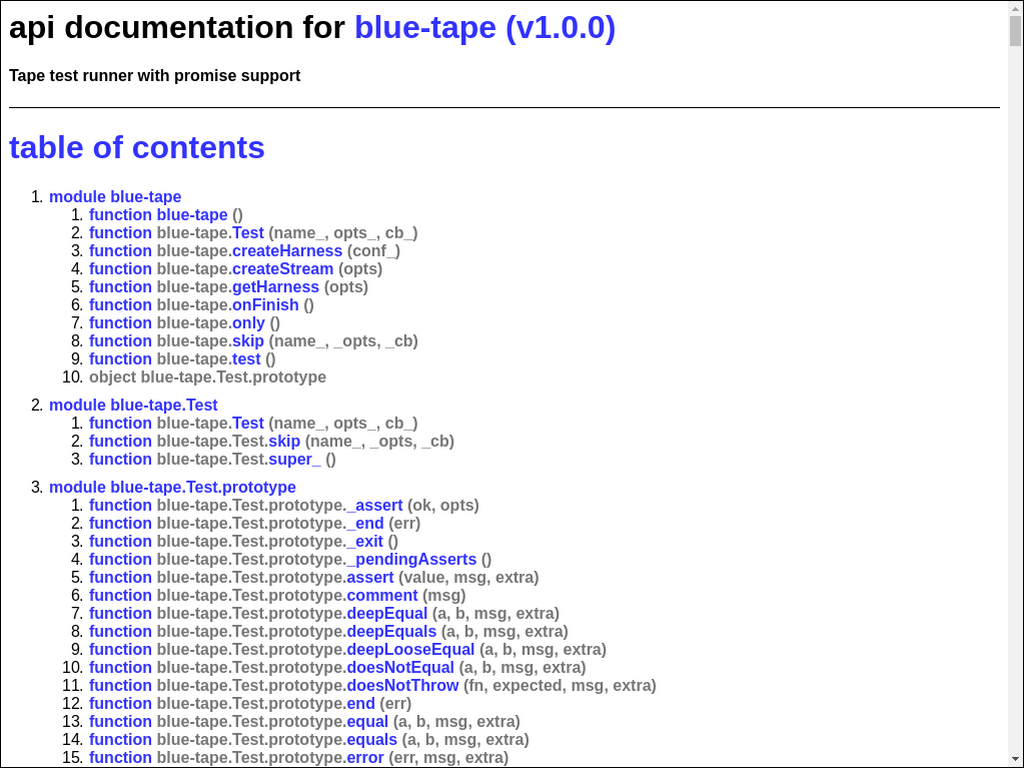 api documentation for blue-tape (v1.0.0)
Tape test runner with promise support
table of contents
1. module blue-tape
1. function blue-tape ()
2. function blue-tape.Test (name_, opts_, cb_)
3. function blue-tape.createHarness (conf_)
4. function blue-tape.createStream (opts)
5. function blue-tape.getHarness (opts)
6. function blue-tape.onFinish ()
7. function blue-tape.only ()
8. function blue-tape.skip (name_, _opts, _cb)
9. function blue-tape.test ()
10. object blue-tape.Test.prototype
2. module blue-tape.Test
1. function blue-tape.Test (name_, opts_, cb_)
2. function blue-tape.Test.skip (name_, _opts, _cb)
3. function blue-tape.Test.super_ ()
3. module blue-tape.Test.prototype
1. function blue-tape.Test.prototype._assert (ok, opts)
2. function blue-tape.Test.prototype._end (err)
3. function blue-tape.Test.prototype._exit ()
4. function blue-tape.Test.prototype._pendingAsserts ()
5. function blue-tape.Test.prototype.assert (value, msg, extra)
6. function blue-tape.Test.prototype.comment (msg)
7. function blue-tape.Test.prototype.deepEqual (a, b, msg, extra)
8. function blue-tape.Test.prototype.deepEquals (a, b, msg, extra)
9. function blue-tape.Test.prototype.deepLooseEqual (a, b, msg, extra)
10. function blue-tape.Test.prototype.doesNotEqual (a, b, msg, extra)
11. function blue-tape.Test.prototype.doesNotThrow (fn, expected, msg, extra)
12. function blue-tape.Test.prototype.end (err)
13. function blue-tape.Test.prototype.equal (a, b, msg, extra)
14. function blue-tape.Test.prototype.equals (a, b, msg, extra)
15. function blue-tape.Test.prototype.error (err, msg, extra)